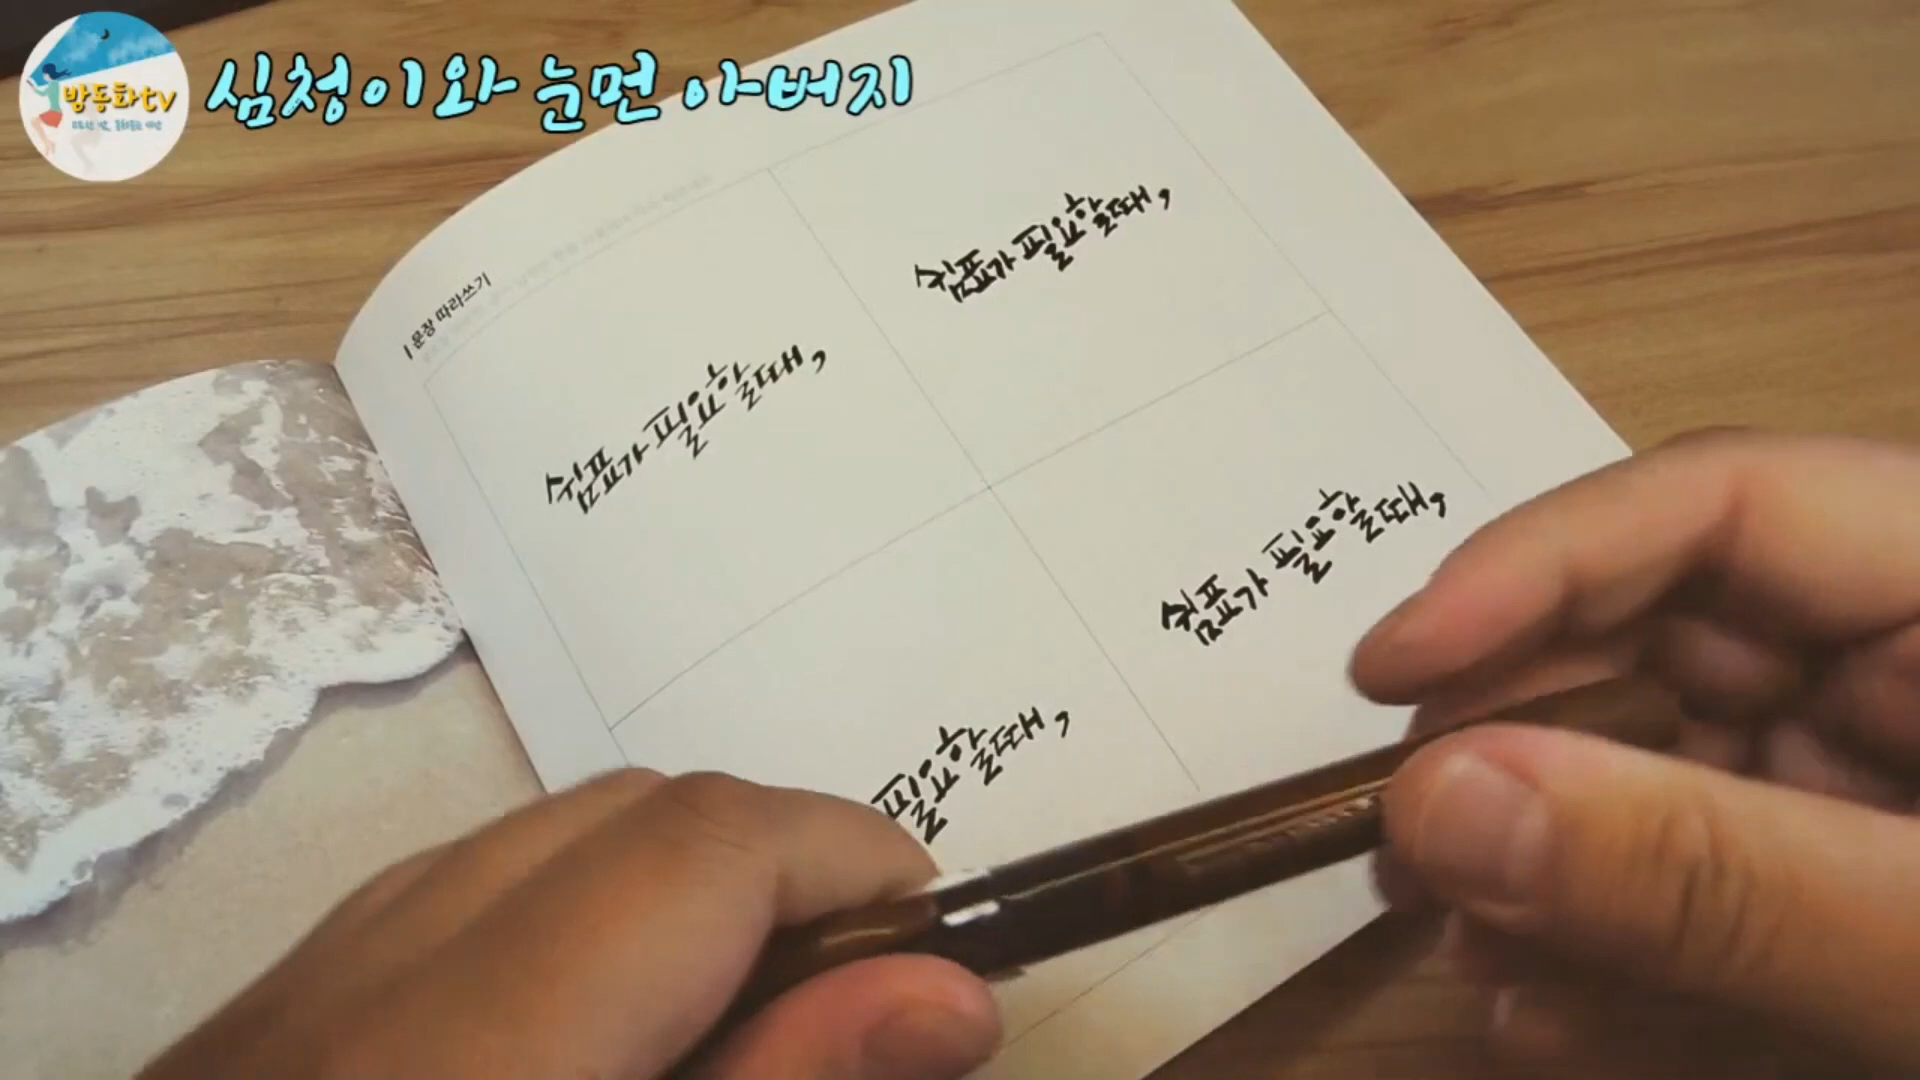 밤동화tv
심청이와 눈먼 아버지
문장 따라쓰기
쉼표가 필요할때,
쉼표가 필요할때,
쉼표가 필요할때,
필요할때,